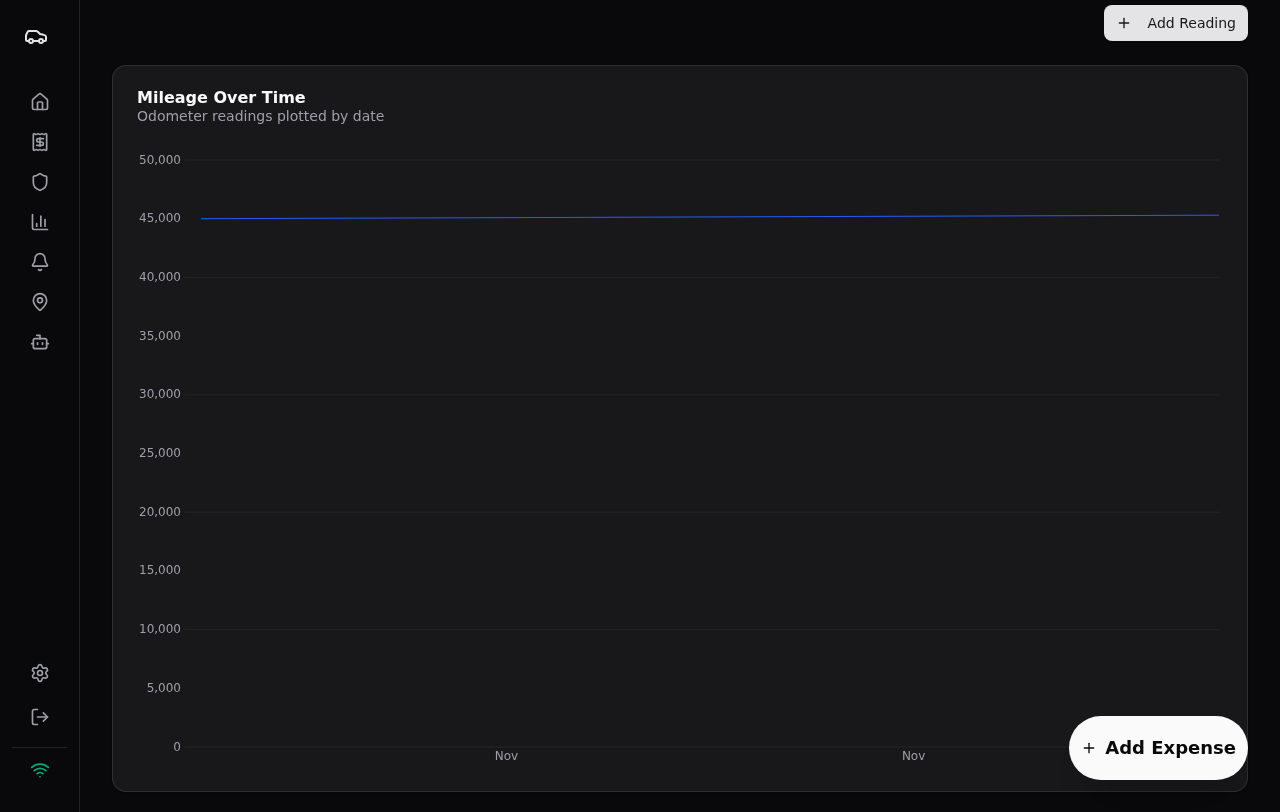 Add Reading
Mileage Over Time
Odometer readings plotted by date
50,000
45,000
40,000
35,000
30,000
25,000
20,000
15,000
10,000
5,000
0
Nov Nov
Add Expense